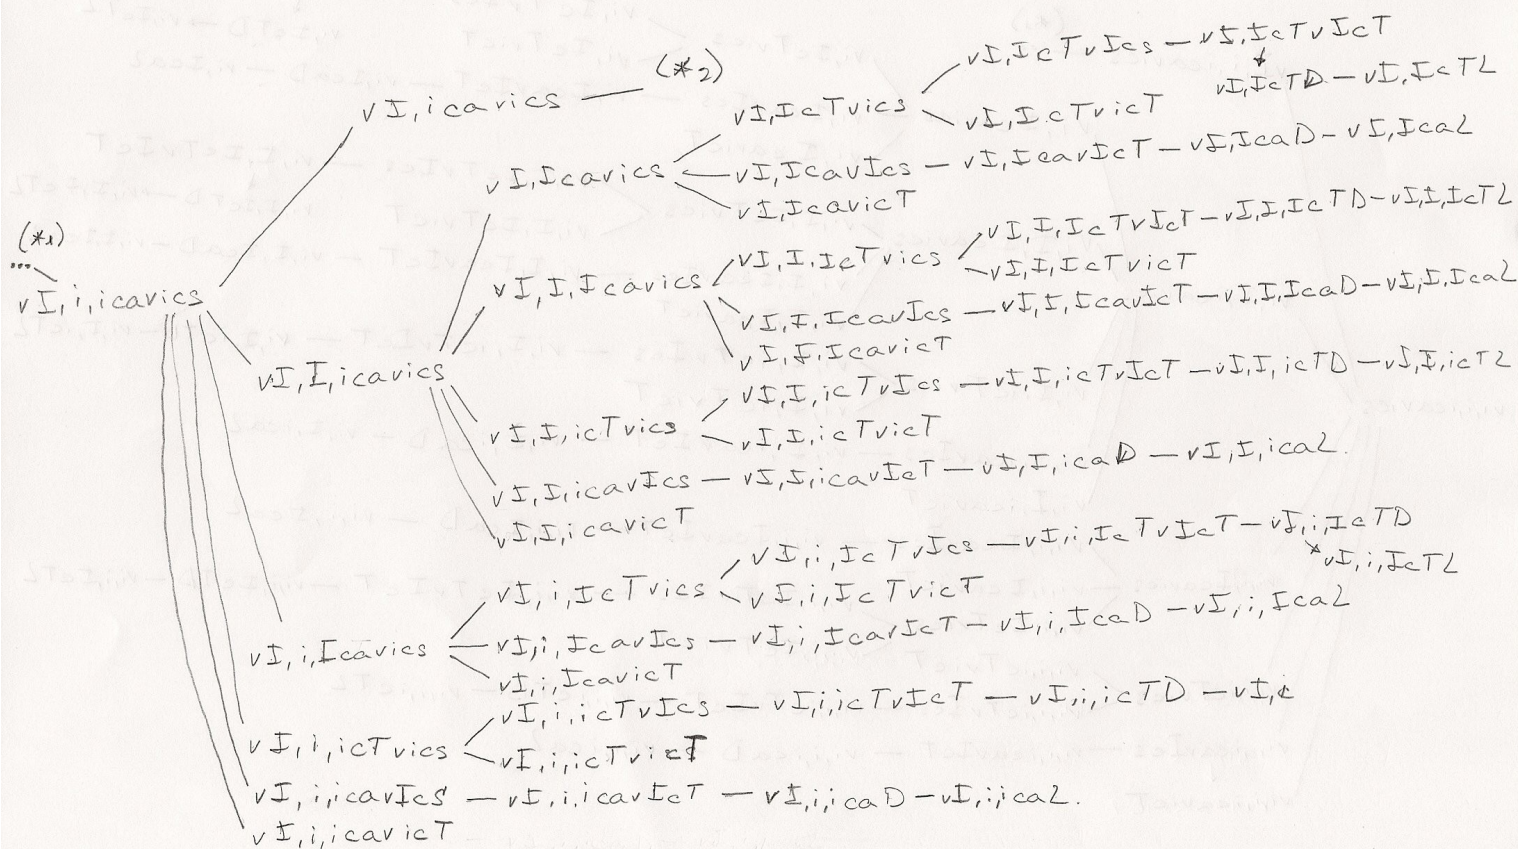 vI,IcTvIcs — vI,IcTvIcT
(*2)
vI,IcTD — vI,IcTL
vI,icavics —
vI,IcTvics
vI,IcTvicT
vI,Icavics
vI,IcavIcs — vI,IcavIcT — vI,IcaD — vI,IcaL
vI,IcavicT
(*1)
vI,I,IcTvIcT — vI,I,IcTD — vI,I,IcTL
...
vI,I,IcTvics
vI,I,IcTvicT
vI,i,icavics
vI,I,Icavics
vI,I,IcavIcs — vI,I,IcavIcT — vI,I,IcaD — vI,I,IcaL
vI,I,IcavicT
vI,I,icavics
vI,I,icTvIcs — vI,I,icTvIcT — vI,I,icTD — vI,I,icTL
vI,I,icTvics
vI,I,icTvicT
vI,I,icavIcs — vI,I,icavIcT — vI,I,icaD — vI,I,icaL.
vI,I,icavicT
vI,i,IcTvIcs — vI,i,IcTvIcT — vI,i,IcTD
vI,i,IcTL
vI,i,IcTvics
vI,i,IcTvicT
vI,i,Icavics
vI,i,IcavIcs — vI,i,IcavIcT — vI,i,IcaD — vI,i,IcaL
vI,i,IcavicT
vI,i,icTvIcs — vI,i,icTvIcT — vI,i,icTD — vI,i
vI,i,icTvics
vI,i,icTvicT
vI,i,icavIcs — vI,i,icavIcT — vI,i,icaD — vI,i,icaL.
vI,i,icavicT